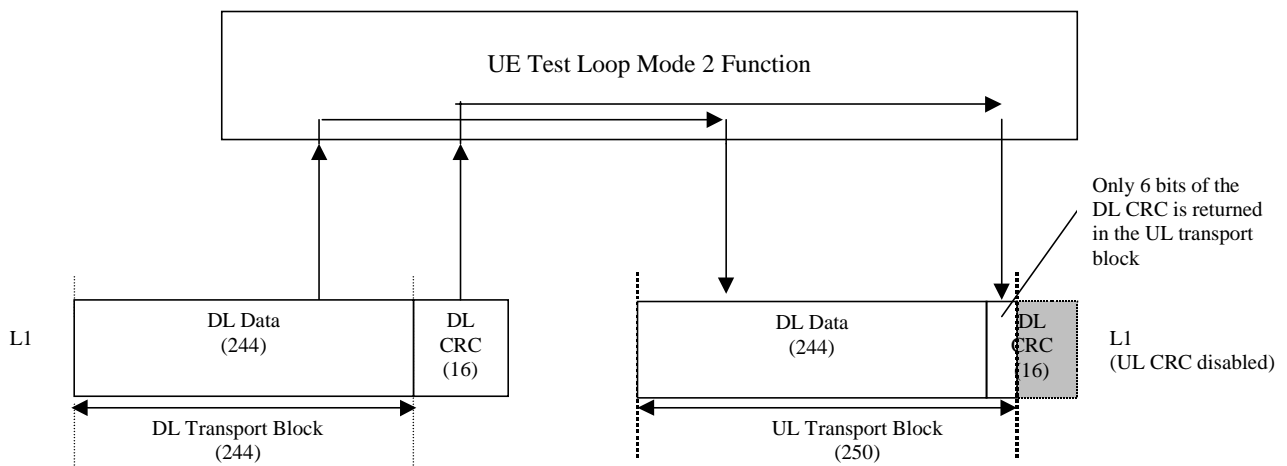 UE Test Loop Mode 2 Function
Only 6 bits of the
DL CRC is returned
in the UL transport
block
L1
DL Data
(244)
DL
CRC
(16)
DL Data
(244)
DL
CRC
(16)
L1
(UL CRC disabled)
DL Transport Block
(244)
UL Transport Block
(250)